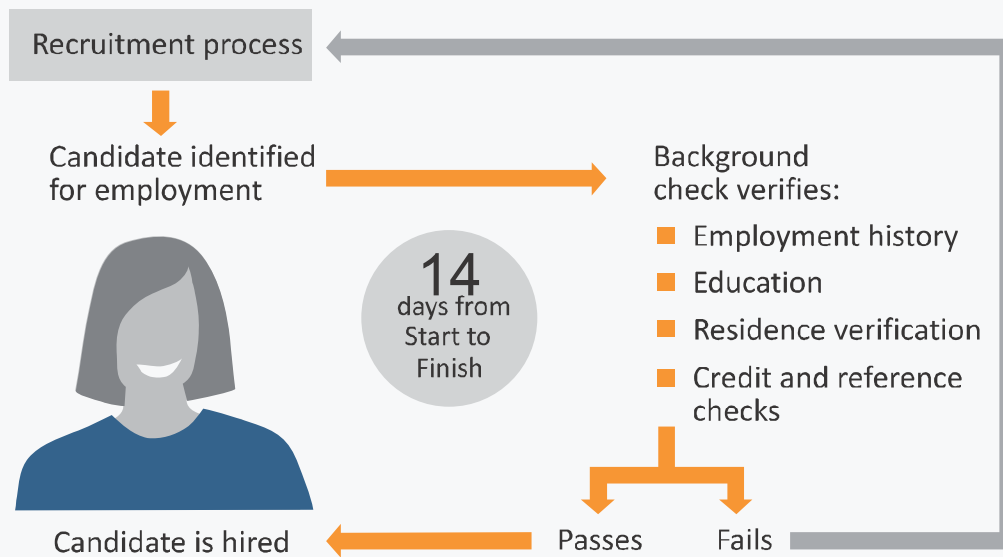 Recruitment process
Candidate identified
for employment
Background
check verifies:
Employment history
Education
Residence verification
Credit and reference
checks
14
days from
Start to
Finish
Passes
Fails
Candidate is hired